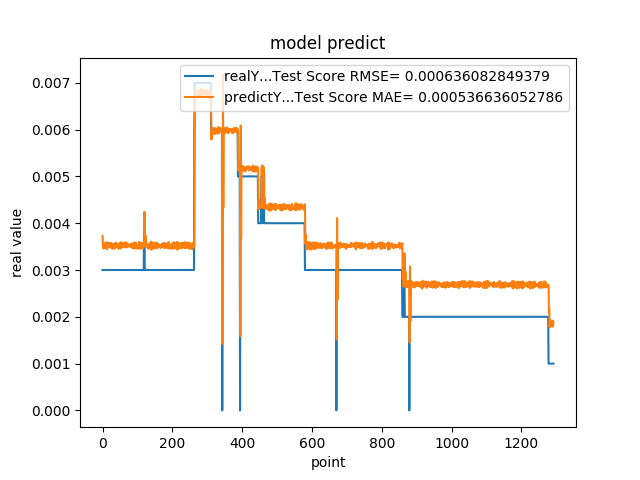 model predict
realY...Test Score RMSE= 0.000636082849379
predictY...Test Score MAE= 0.000536636052786
0.007
0.006
0.005
0.004
0.003
0.002
0.001
0.000
real value
0 200 400 600 800 1000 1200
point